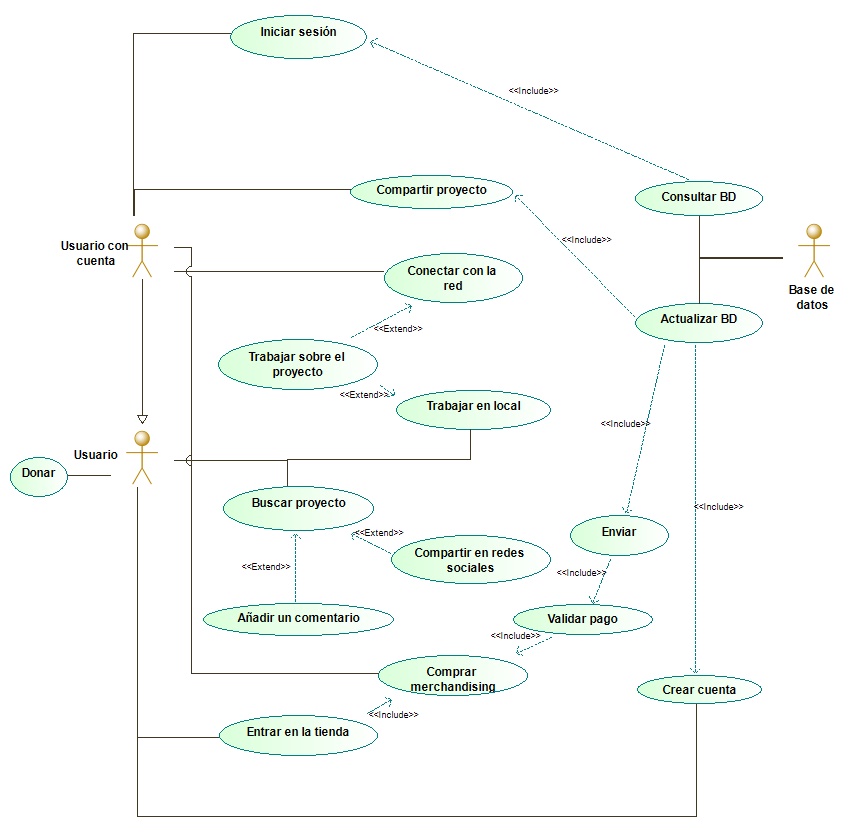 Iniciar sesión
<<Include>>
Compartir proyecto
Consultar BD
<<Include>>
Usuario con
cuenta
Conectar con la
red
Base de
datos
Actualizar BD
<<Extend>>
Trabajar sobre el
proyecto
<<Extend>>
Trabajar en local
<<Include>>
Usuario
Donar
Buscar proyecto
<<Include>>
<<Extend>>
Enviar
Compartir en redes
sociales
<<Extend>>
<<Include>>
Añadir un comentario
Validar pago
<<Include>>
Comprar
merchandising
Crear cuenta
<<Include>>
Entrar en la tienda